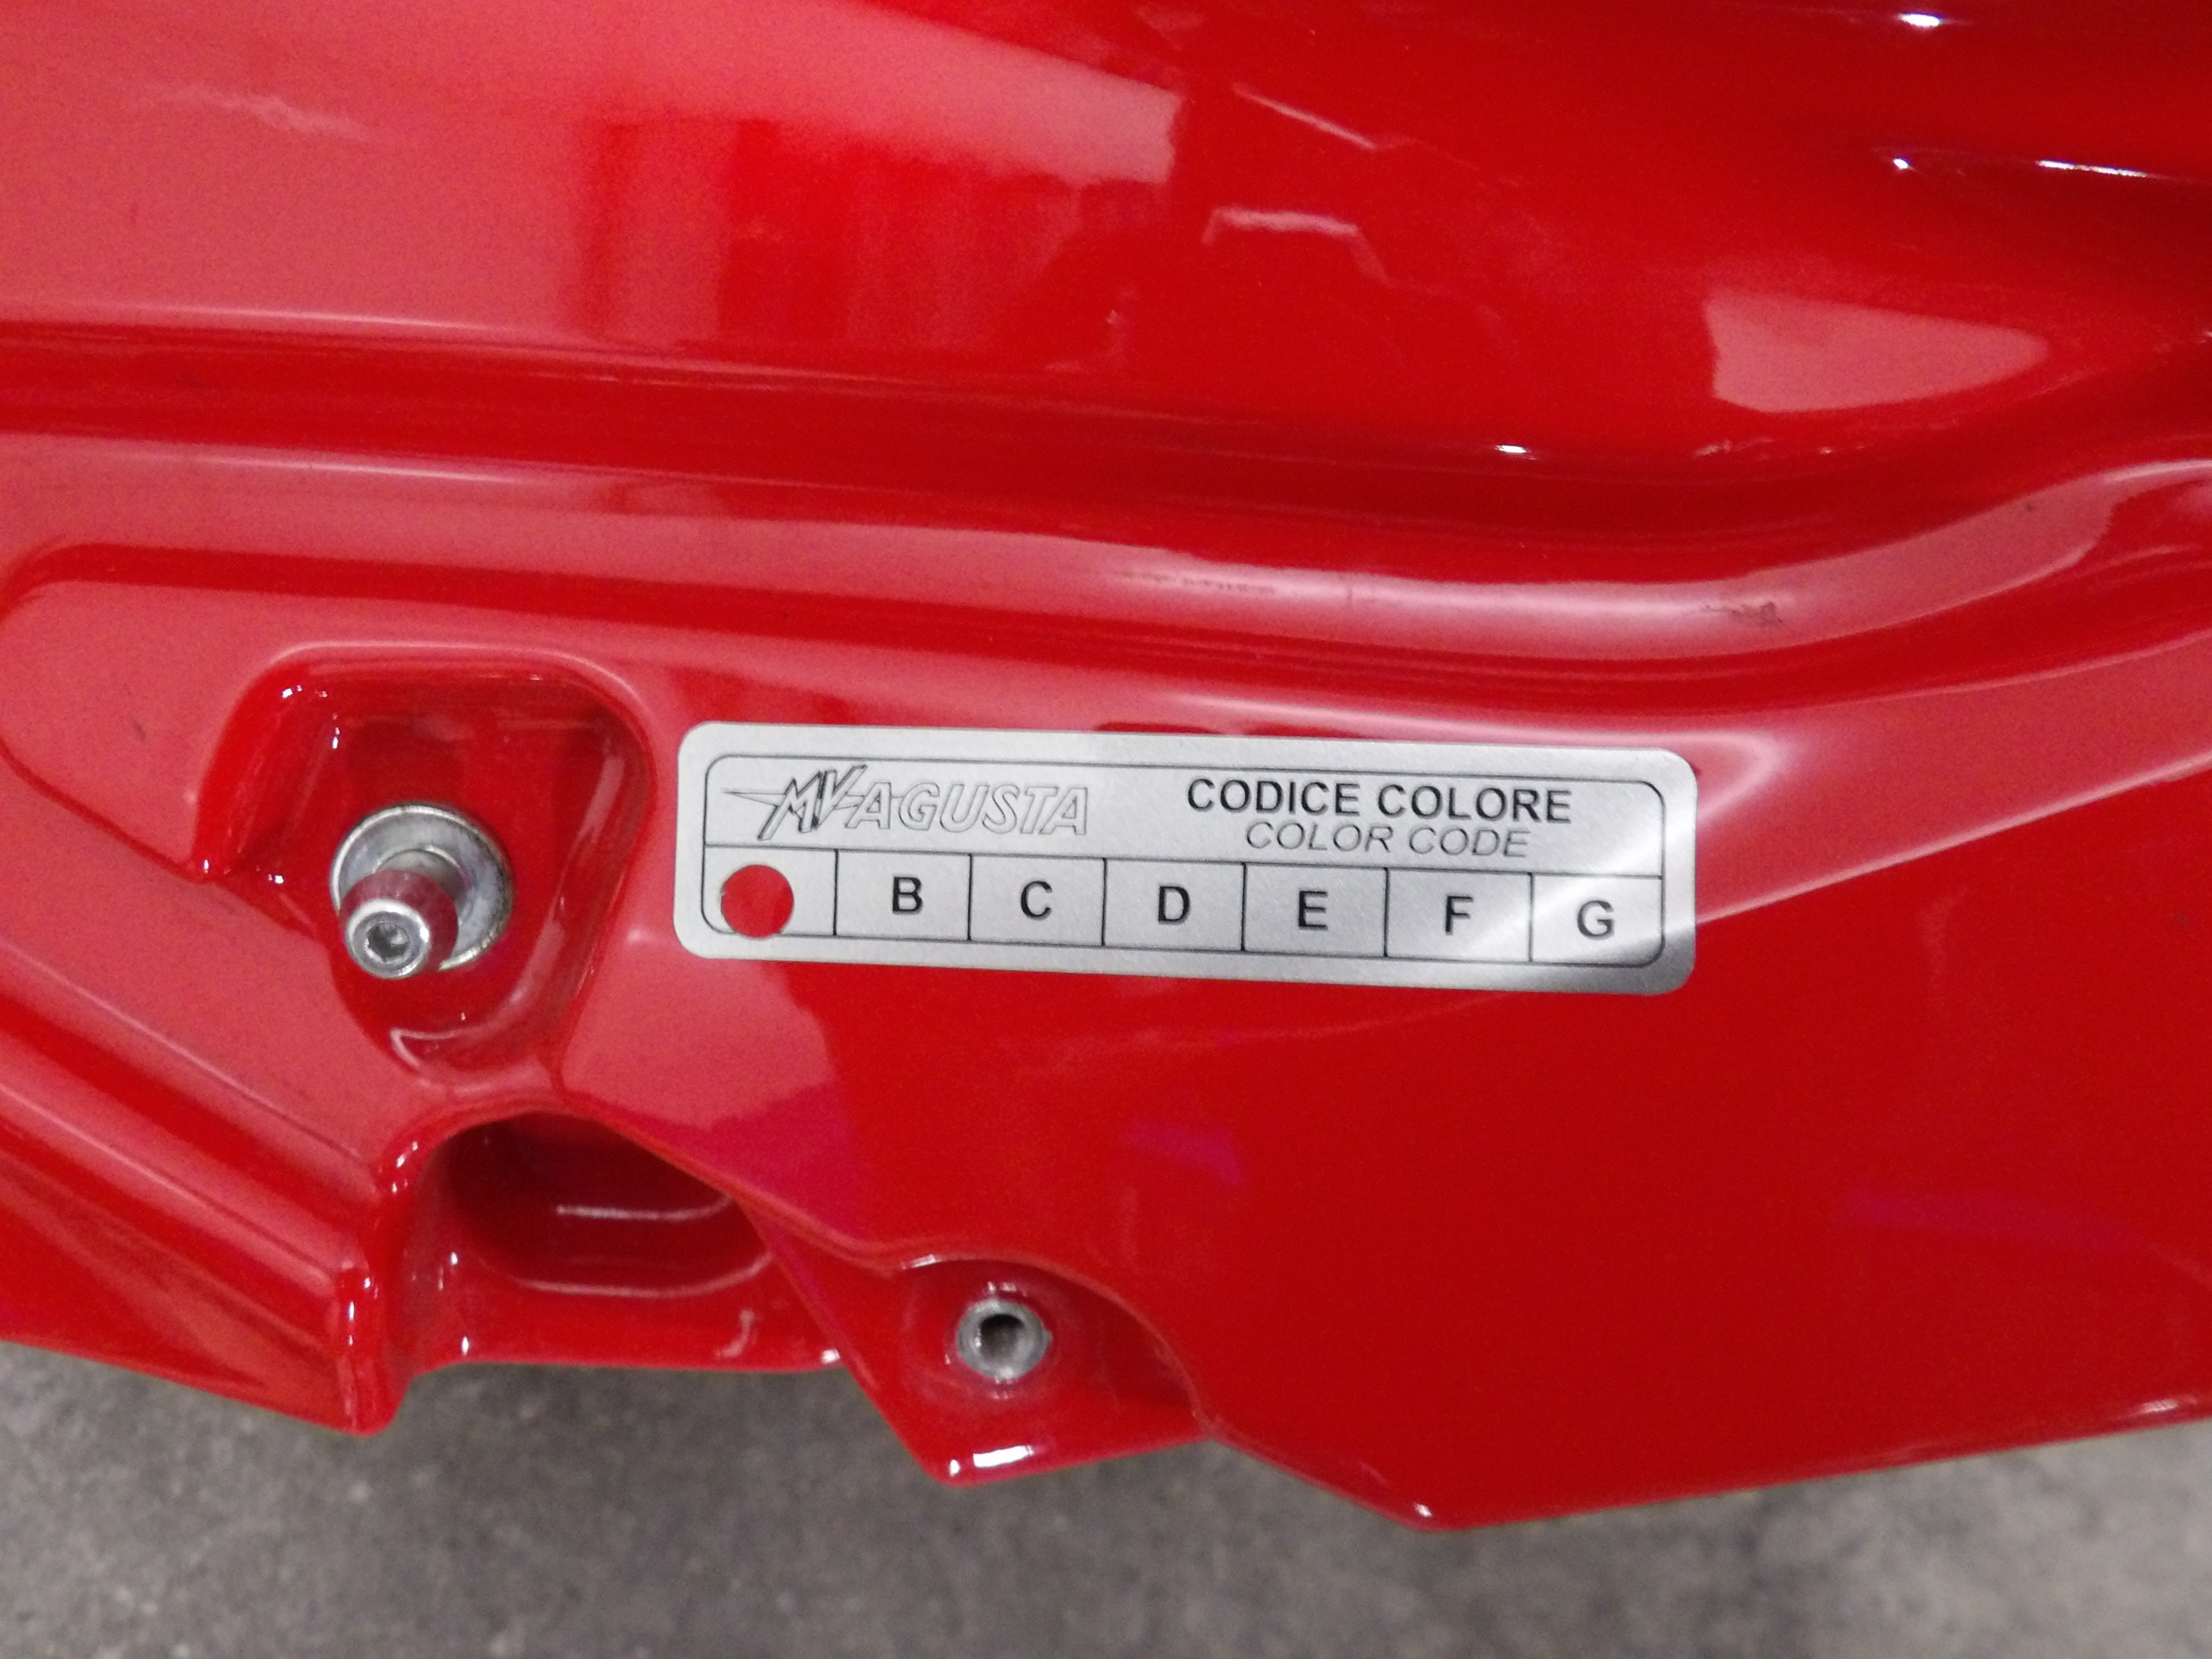 MV AGUSTA
CODICE COLORE
COLOR CODE
B C D E F G